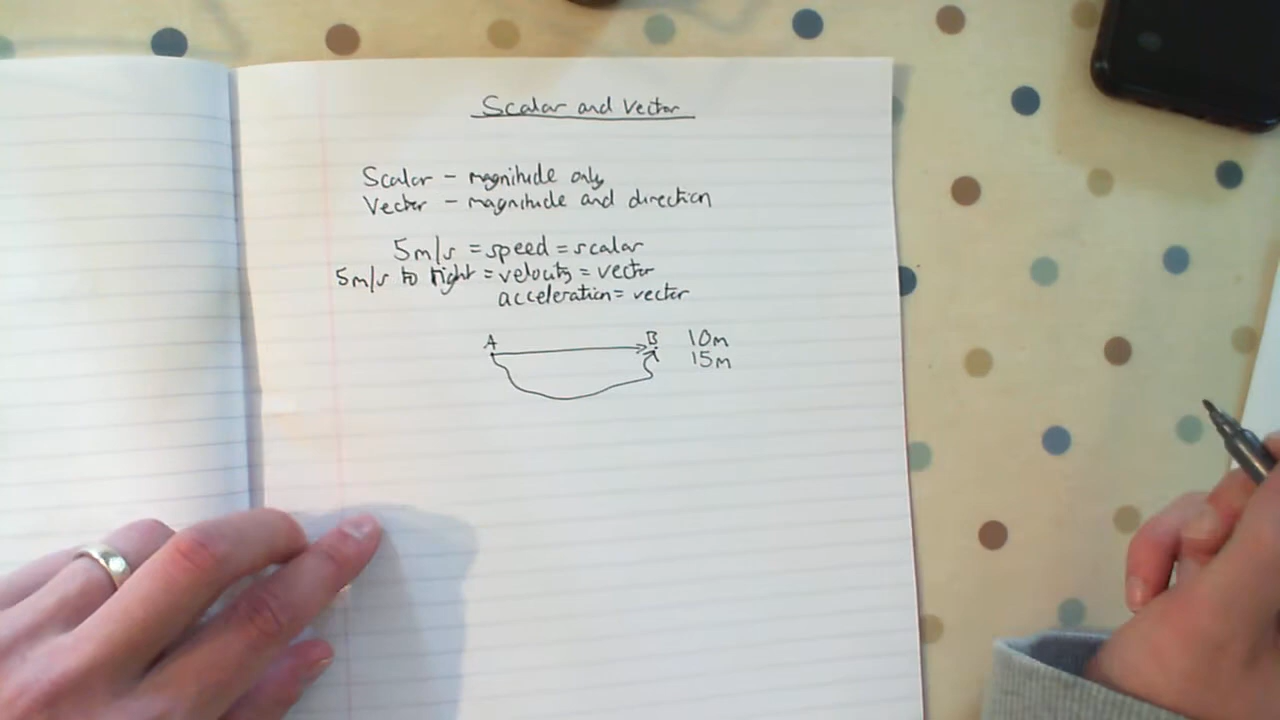 Scalar and Vector
Scalar - magnitude only
Vector - magnitude and direction
5m/s = speed = scalar
5m/s to right = velocity = vector
acceleration = vector
A B 10m
15m